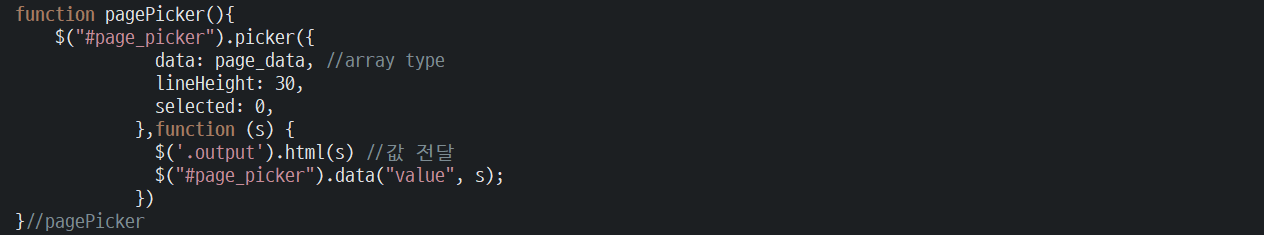 function pagePicker(){
    $("#page_picker").picker({
              data: page_data, //array type
              lineHeight: 30,
              selected: 0,
            },function (s) {
              $('.output').html(s) //값 전달
              $("#page_picker").data("value", s);
            })
}//pagePicker